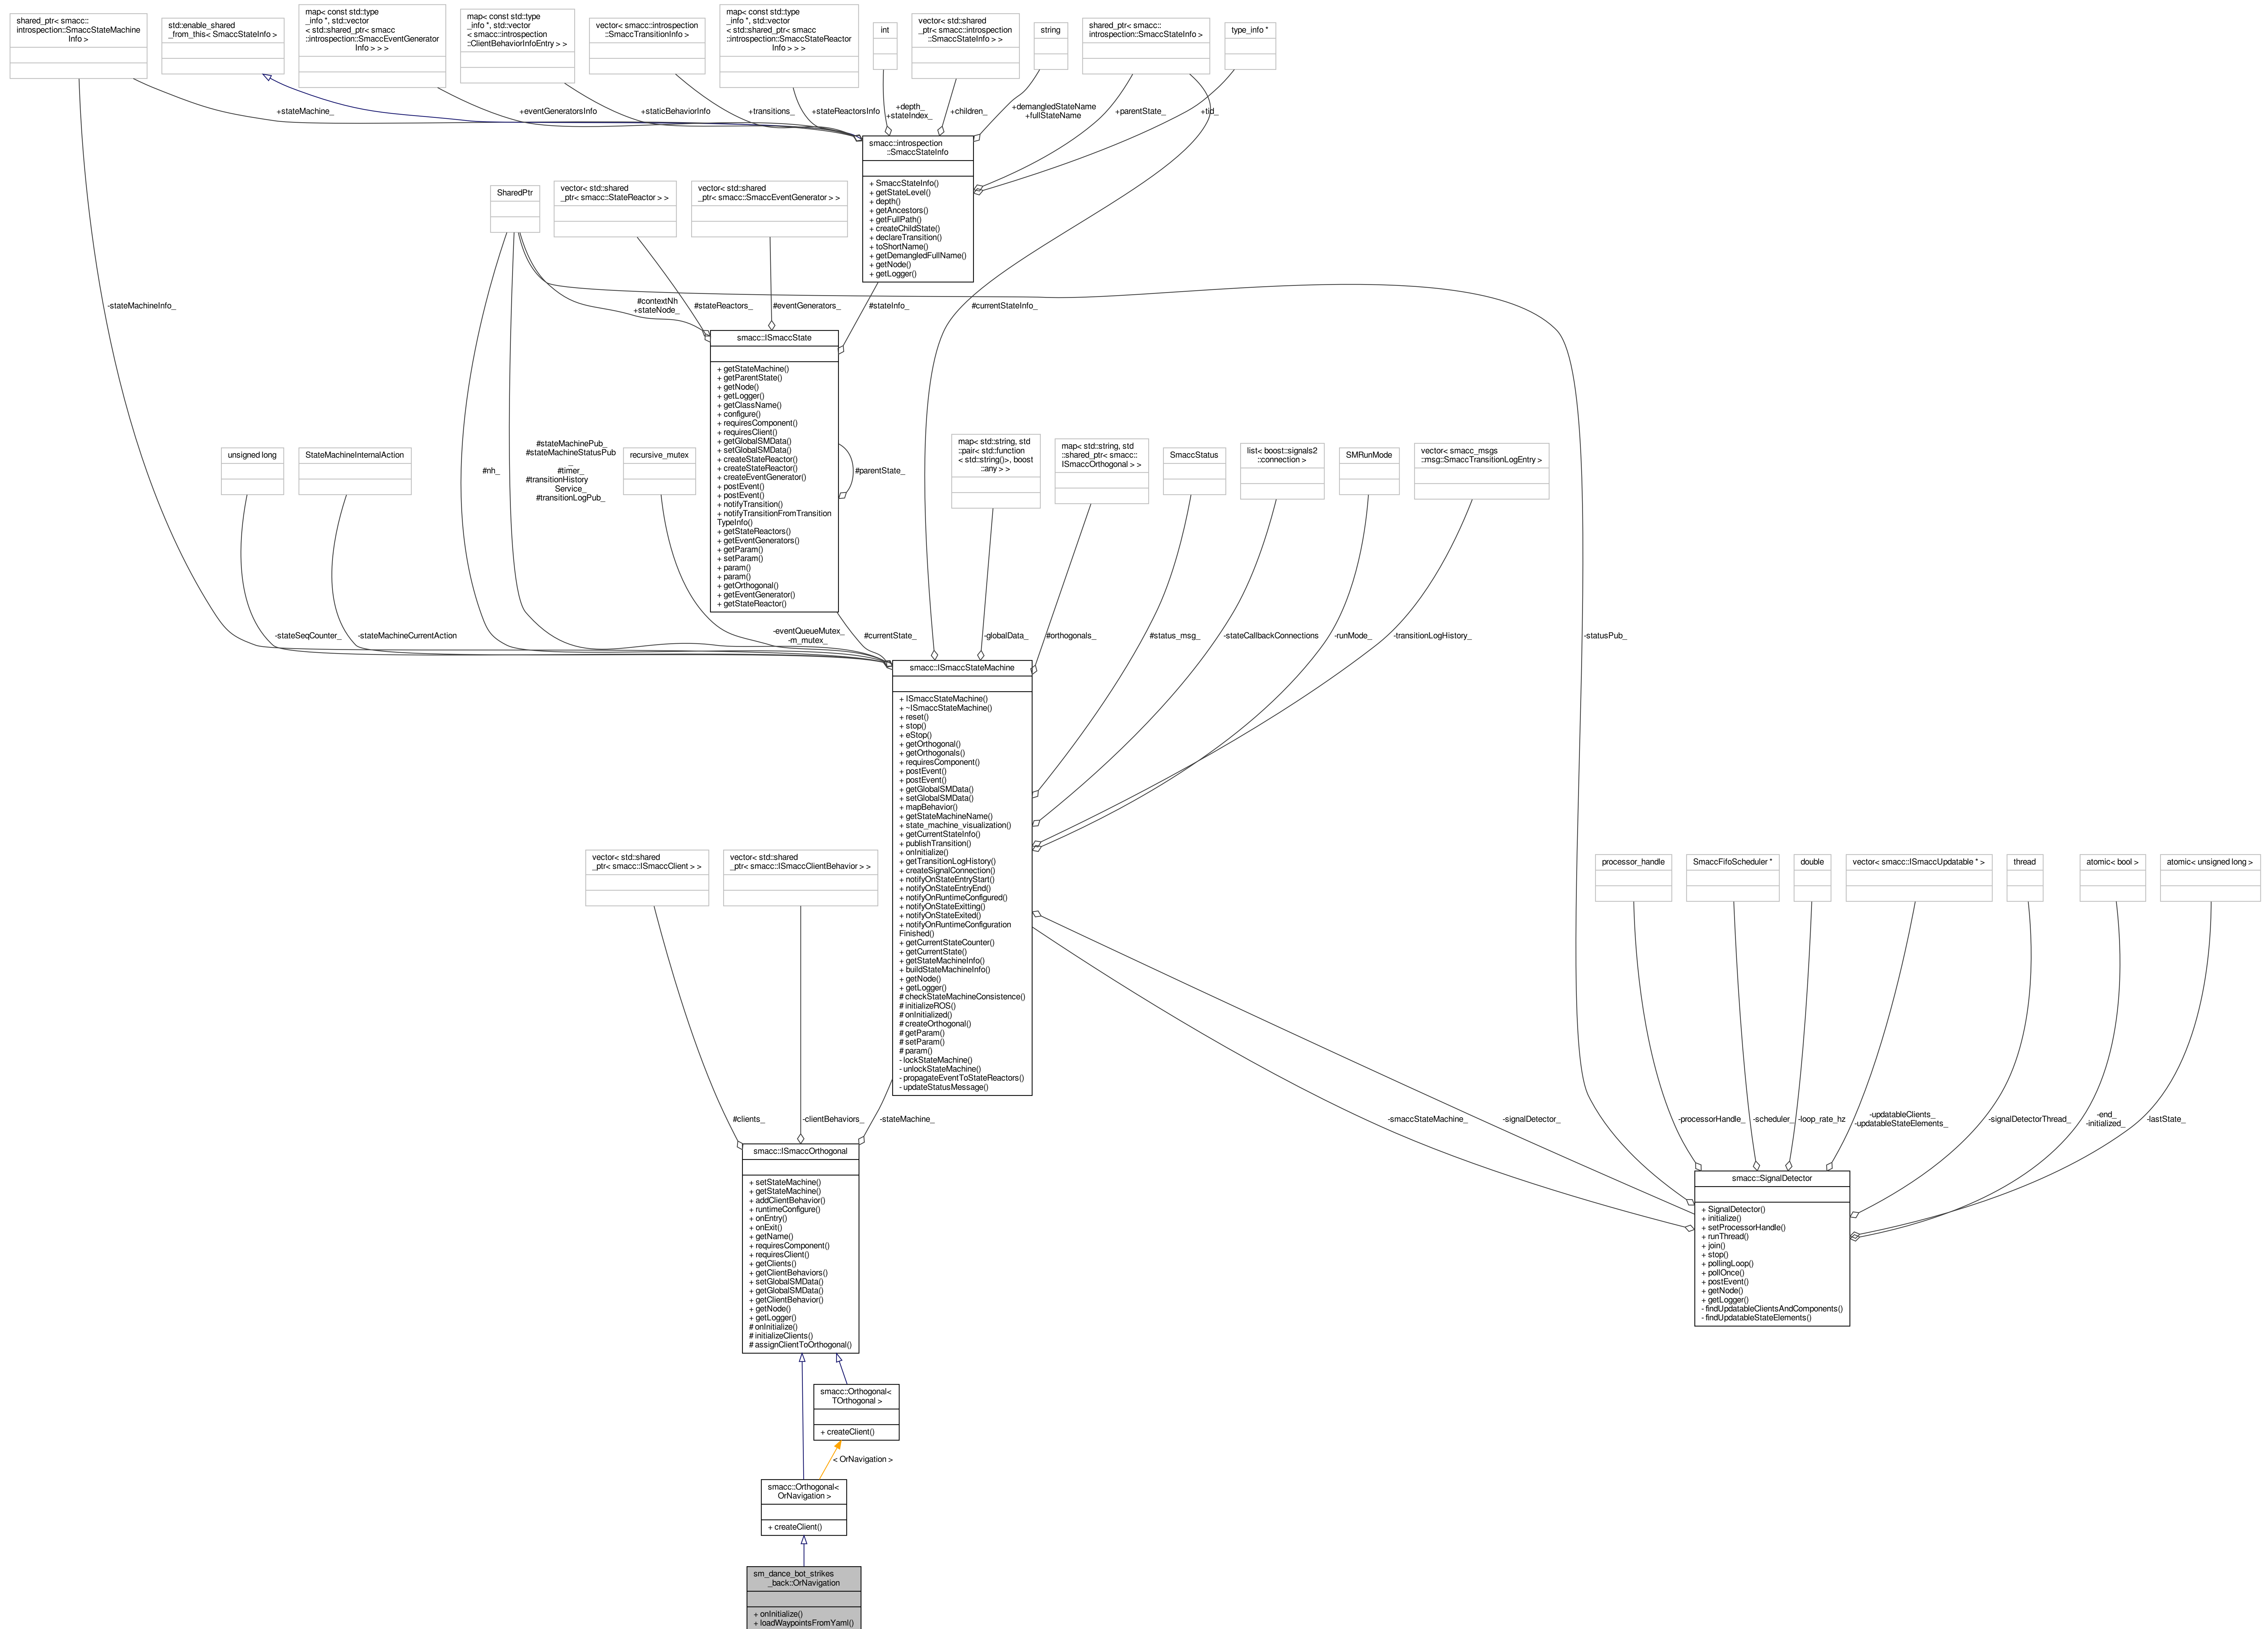 shared_ptr< smacc::
introspection::SmaccStateMachine
Info >
std::enable_shared
_from_this< SmaccStateInfo >
map< const std::type
_info *, std::vector
< std::shared_ptr< smacc
::introspection::SmaccEventGenerator
Info > > >
map< const std::type
_info *, std::vector
< smacc::introspection
::ClientBehaviorInfoEntry > >
vector< smacc::introspection
::SmaccTransitionInfo >
map< const std::type
_info *, std::vector
< std::shared_ptr< smacc
::introspection::SmaccStateReactor
Info > > >
int
vector< std::shared
_ptr< smacc::introspection
::SmaccStateInfo > >
string
shared_ptr< smacc::
introspection::SmaccStateInfo >
type_info *
+stateMachine_
+eventGeneratorsInfo
+staticBehaviorInfo
+transitions_
+stateReactorsInfo
+depth_
+stateIndex_
+children_
+demangledStateName
+fullStateName
+parentState_
+tid_
smacc::introspection
::SmaccStateInfo
+ SmaccStateInfo()
+ getStateLevel()
+ depth()
+ getAncestors()
+ getFullPath()
+ createChildState()
+ declareTransition()
+ toShortName()
+ getDemangledFullName()
+ getNode()
+ getLogger()
SharedPtr
vector< std::shared
_ptr< smacc::StateReactor > >
vector< std::shared
_ptr< smacc::SmaccEventGenerator > >
-stateMachineInfo_
#contextNh
+stateNode_
#stateReactors_
#eventGenerators_
#stateInfo_
#currentStateInfo_
smacc::ISmaccState
+ getStateMachine()
+ getParentState()
+ getNode()
+ getLogger()
+ getClassName()
+ configure()
+ requiresComponent()
+ requiresClient()
+ getGlobalSMData()
+ setGlobalSMData()
+ createStateReactor()
+ createStateReactor()
+ createEventGenerator()
+ postEvent()
+ postEvent()
+ notifyTransition()
+ notifyTransitionFromTransition
TypeInfo()
+ getStateReactors()
+ getEventGenerators()
+ getParam()
+ setParam()
+ param()
+ param()
+ getOrthogonal()
+ getEventGenerator()
+ getStateReactor()
#parentState_
unsigned long
StateMachineInternalAction
#nh_
#stateMachinePub_
#stateMachineStatusPub
_
#timer_
#transitionHistory
Service_
#transitionLogPub_
recursive_mutex
map< std::string, std
::pair< std::function
< std::string()>, boost
::any > >
map< std::string, std
::shared_ptr< smacc::
ISmaccOrthogonal > >
SmaccStatus
list< boost::signals2
::connection >
SMRunMode
vector< smacc_msgs
::msg::SmaccTransitionLogEntry >
-stateSeqCounter_
-stateMachineCurrentAction
-eventQueueMutex_
-m_mutex_
#currentState_
-globalData_
#orthogonals_
#status_msg_
-stateCallbackConnections
-runMode_
-transitionLogHistory_
-statusPub_
smacc::ISmaccStateMachine
+ ISmaccStateMachine()
+ ~ISmaccStateMachine()
+ reset()
+ stop()
+ eStop()
+ getOrthogonal()
+ getOrthogonals()
+ requiresComponent()
+ postEvent()
+ postEvent()
+ getGlobalSMData()
+ setGlobalSMData()
+ mapBehavior()
+ getStateMachineName()
+ state_machine_visualization()
+ getCurrentStateInfo()
+ publishTransition()
+ onInitialize()
+ getTransitionLogHistory()
+ createSignalConnection()
+ notifyOnStateEntryStart()
+ notifyOnStateEntryEnd()
+ notifyOnRuntimeConfigured()
+ notifyOnStateExitting()
+ notifyOnStateExited()
+ notifyOnRuntimeConfiguration
Finished()
+ getCurrentStateCounter()
+ getCurrentState()
+ getStateMachineInfo()
+ buildStateMachineInfo()
+ getNode()
+ getLogger()
# checkStateMachineConsistence()
# initializeROS()
# onInitialized()
# createOrthogonal()
# getParam()
# setParam()
# param()
- lockStateMachine()
- unlockStateMachine()
- propagateEventToStateReactors()
- updateStatusMessage()
vector< std::shared
_ptr< smacc::ISmaccClient > >
vector< std::shared
_ptr< smacc::ISmaccClientBehavior > >
processor_handle
SmaccFifoScheduler *
double
vector< smacc::ISmaccUpdatable * >
thread
atomic< bool >
atomic< unsigned long >
#clients_
-clientBehaviors_
-stateMachine_
-smaccStateMachine_
-signalDetector_
-processorHandle_
-scheduler_
-loop_rate_hz
-updatableClients_
-updatableStateElements_
-signalDetectorThread_
-end_
-initialized_
-lastState_
smacc::ISmaccOrthogonal
+ setStateMachine()
+ getStateMachine()
+ addClientBehavior()
+ runtimeConfigure()
+ onEntry()
+ onExit()
+ getName()
+ requiresComponent()
+ requiresClient()
+ getClients()
+ getClientBehaviors()
+ setGlobalSMData()
+ getGlobalSMData()
+ getClientBehavior()
+ getNode()
+ getLogger()
# onInitialize()
# initializeClients()
# assignClientToOrthogonal()
smacc::SignalDetector
+ SignalDetector()
+ initialize()
+ setProcessorHandle()
+ runThread()
+ join()
+ stop()
+ pollingLoop()
+ pollOnce()
+ postEvent()
+ getNode()
+ getLogger()
- findUpdatableClientsAndComponents()
- findUpdatableStateElements()
smacc::Orthogonal<
TOrthogonal >
+ createClient()
< OrNavigation >
smacc::Orthogonal<
OrNavigation >
+ createClient()
sm_dance_bot_strikes
_back::OrNavigation
+ onInitialize()
+ loadWaypointsFromYaml()